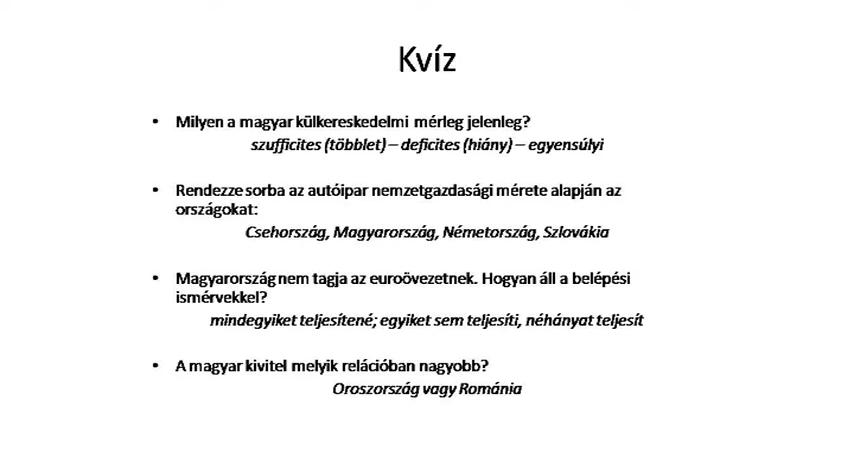 Kvíz
• Milyen a magyar külkereskedelmi mérleg jelenleg?
szufficites (többlet) – deficites (hiány) – egyensúlyi
• Rendezze sorba az autóipar nemzetgazdasági mérete alapján az
országokat:
Csehország, Magyarország, Németország, Szlovákia
• Magyarország nem tagja az euroövezetnek. Hogyan áll a belépési
ismérvekkel?
mindegyiket teljesítené; egyiket sem teljesíti, néhányat teljesít
• A magyar kivitel melyik relációban nagyobb?
Oroszország vagy Románia